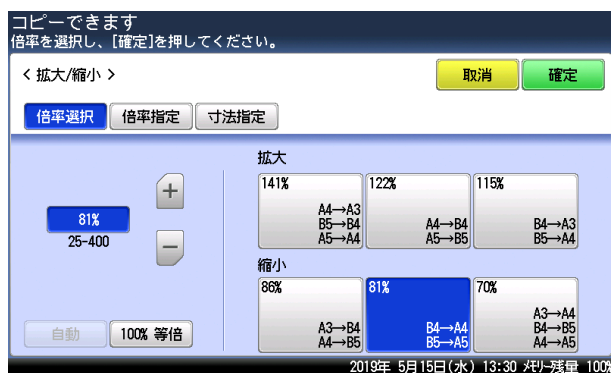 コピーできます
倍率を選択し、[確定]を押してください。
< 拡大/縮小 >
取消
確定
倍率選択
倍率指定
寸法指定
81%
25-400
+
−
自動
100% 等倍
拡大
141%
A4→A3
B5→B4
A5→A4
122%
A4→B4
A5→B5
115%
B4→A3
B5→A4
縮小
86%
A3→B4
A4→B5
81%
B4→A4
B5→A5
70%
A3→A4
B4→B5
A4→A5
2019年 5月15日(水) 13:30 ﾒﾓﾘｰ残量 100%